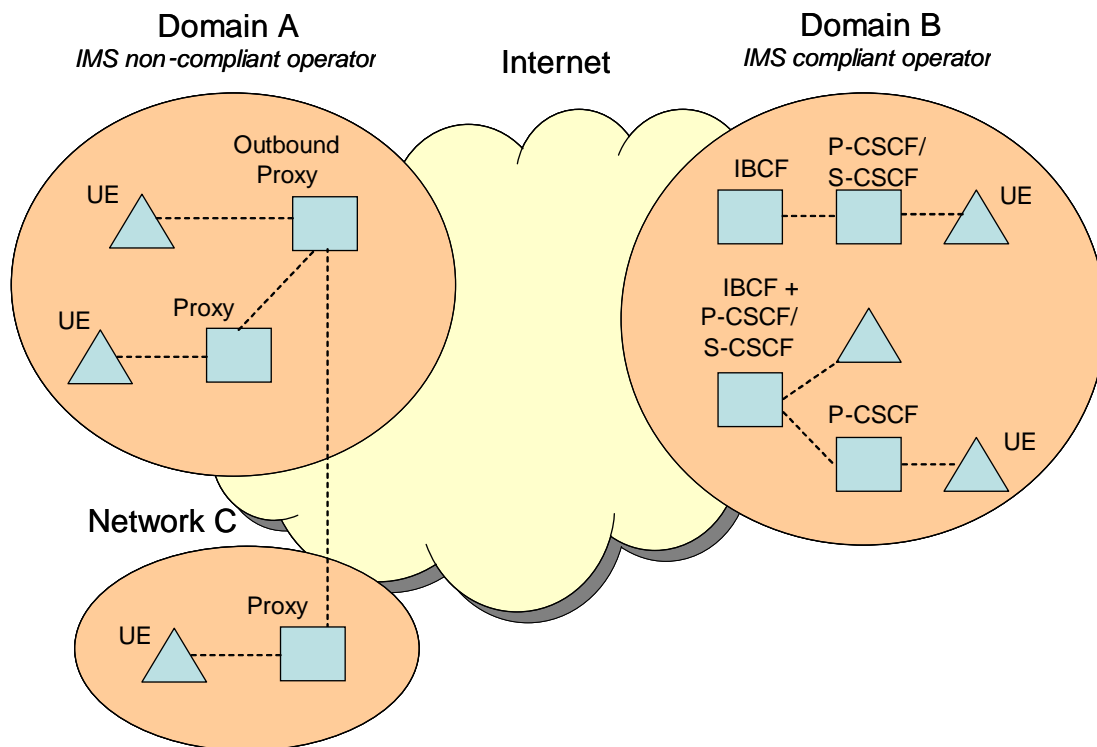 Domain A
IMS non-compliant operator
Internet
Domain B
IMS compliant operator
Outbound
Proxy
UE
Proxy
UE
IBCF
P-CSCF/
S-CSCF
UE
IBCF +
P-CSCF/
S-CSCF
P-CSCF
UE
Network C
Proxy
UE